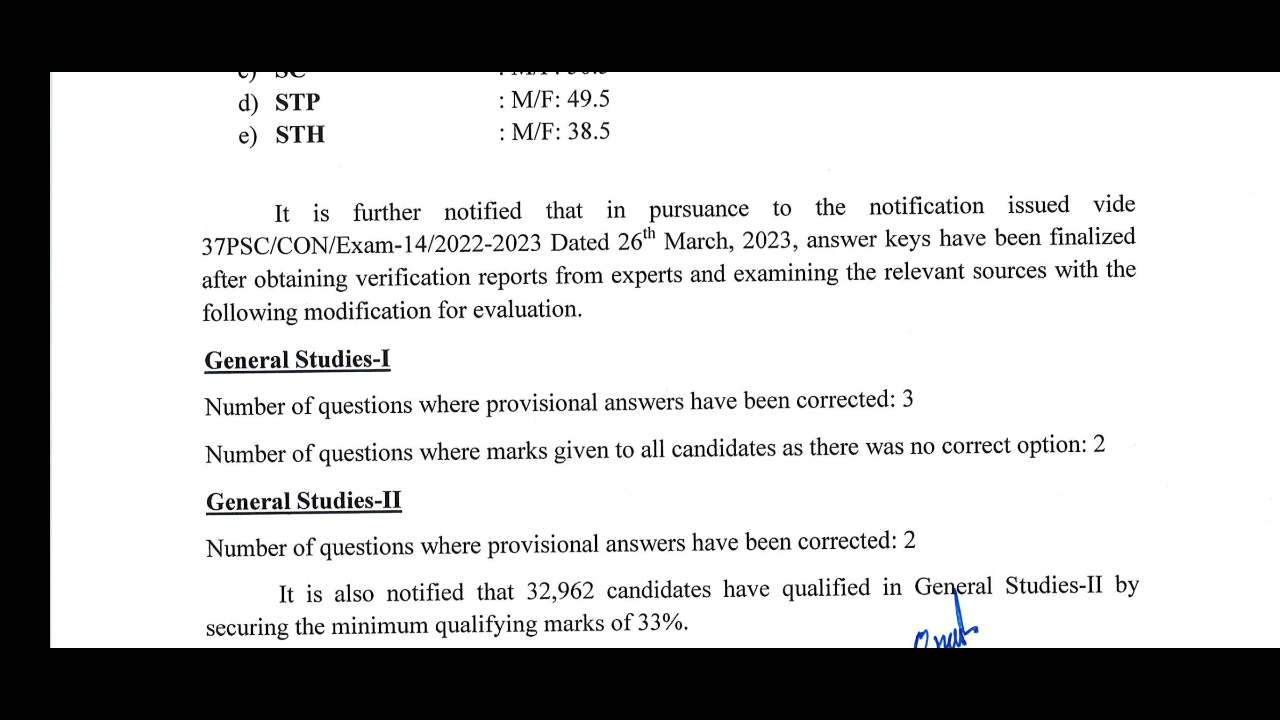 d) STP : M/F: 49.5
e) STH : M/F: 38.5
It is further notified that in pursuance to the notification issued vide
37PSC/CON/Exam-14/2022-2023 Dated 26th March, 2023, answer keys have been finalized
after obtaining verification reports from experts and examining the relevant sources with the
following modification for evaluation.
General Studies-I
Number of questions where provisional answers have been corrected: 3
Number of questions where marks given to all candidates as there was no correct option: 2
General Studies-II
Number of questions where provisional answers have been corrected: 2
It is also notified that 32,962 candidates have qualified in General Studies-II by
securing the minimum qualifying marks of 33%.